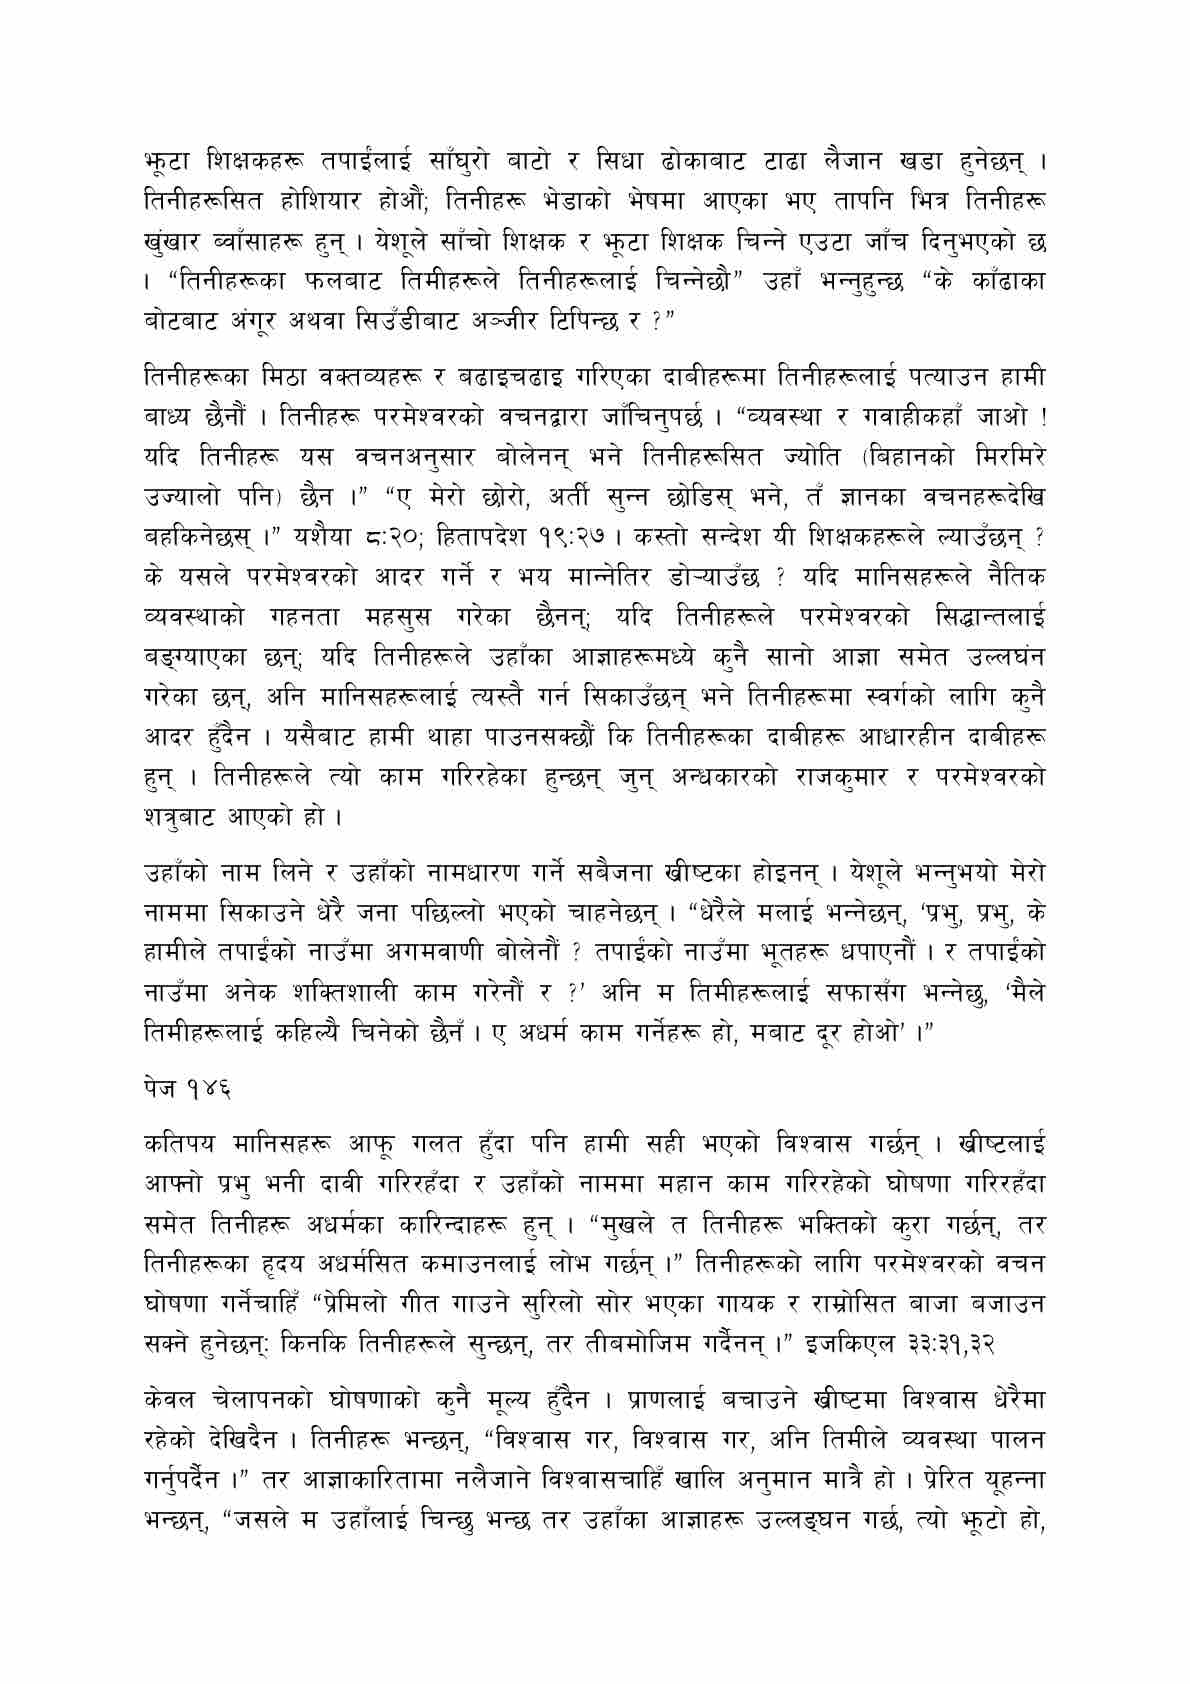 झूटा शिक्षकहरू तपाईंलाई साँघुरो बाटो र सिधा ढोकाबाट टाढा लैजान खडा हुनेछन् ।
तिनीहरूसित होशियार होऔं; तिनीहरू भेडाको भेषमा आएका भए तापनि भित्र तिनीहरू
खुंखार ब्वाँसाहरू हुन् । येशूले साँचो शिक्षक र झूटा शिक्षक चिन्ने एउटा जाँच दिनुभएको छ
। “तिनीहरूका फलबाट तिमीहरूले तिनीहरूलाई चिन्नेछौ” उहाँ भन्नुहुन्छ “के काँढाका
बोटबाट अंगूर अथवा सिउँडीबाट अञ्जीर टिपिन्छ र ?”
तिनीहरूका मिठा वक्तव्यहरू र बढाइचढाइ गरिएका दाबीहरूमा तिनीहरूलाई पत्याउन हामी
बाध्य छैनौं । तिनीहरू परमेश्वरको वचनद्वारा जाँचिनुपर्छ । “व्यवस्था र गवाहीकहाँ जाओ !
यदि तिनीहरू यस वचनअनुसार बोलेनन् भने तिनीहरूसित ज्योति (बिहानको मिरमिरे
उज्यालो पनि) छैन ।” “ए मेरो छोरो, अर्ती सुन्न छोडिस् भने, तँ ज्ञानका वचनहरूदेखि
बहकिनेछस् ।” यशैया ८:२०; हितापदेश १९:२७ । कस्तो सन्देश यी शिक्षकहरूले ल्याउँछन् ?
के यसले परमेश्वरको आदर गर्ने र भय मान्नेतिर डोऱ्याउँछ ? यदि मानिसहरूले नैतिक
व्यवस्थाको गहनता महसुस गरेका छैनन्; यदि तिनीहरूले परमेश्वरको सिद्धान्तलाई
बङ्ग्याएका छन्; यदि तिनीहरूले उहाँका आज्ञाहरूमध्ये कुनै सानो आज्ञा समेत उल्लघंन
गरेका छन्, अनि मानिसहरूलाई त्यस्तै गर्न सिकाउँछन् भने तिनीहरूमा स्वर्गको लागि कुनै
आदर हुँदैन । यसैबाट हामी थाहा पाउनसक्छौं कि तिनीहरूका दाबीहरू आधारहीन दाबीहरू
हुन् । तिनीहरूले त्यो काम गरिरहेका हुन्छन् जुन् अन्धकारको राजकुमार र परमेश्वरको
शत्रुबाट आएको हो ।
उहाँको नाम लिने र उहाँको नामधारण गर्ने सबैजना ख्रीष्टका होइनन् । येशूले भन्नुभयो मेरो
नाममा सिकाउने धेरै जना पछिल्लो भएको चाहनेछन् । “धेरैले मलाई भन्नेछन्, ‘प्रभु, प्रभु, के
हामीले तपाईंको नाउँमा अगमवाणी बोलेनौं ? तपाईंको नाउँमा भूतहरू धपाएनौं । र तपाईंको
नाउँमा अनेक शक्तिशाली काम गरेनौं र ?’ अनि म तिमीहरूलाई सफासँग भन्नेछु, ‘मैले
तिमीहरूलाई कहिल्यै चिनेको छैनँ । ए अधर्म काम गर्नेहरू हो, मबाट दूर होओ’ ।”
पेज १४६
कतिपय मानिसहरू आफू गलत हुँदा पनि हामी सही भएको विश्वास गर्छन् । ख्रीष्टलाई
आफ्नो प्रभु भनी दावी गरिरहँदा र उहाँको नाममा महान काम गरिरहेको घोषणा गरिरहँदा
समेत तिनीहरू अधर्मका कारिन्दाहरू हुन् । “मुखले त तिनीहरू भक्तिको कुरा गर्छन्, तर
तिनीहरूका हृदय अधर्मसित कमाउनलाई लोभ गर्छन् ।” तिनीहरूको लागि परमेश्वरको वचन
घोषणा गर्नेचाहिँ “प्रेमिलो गीत गाउने सुरिलो सोर भएका गायक र राम्रोसित बाजा बजाउन
सक्ने हुनेछन्: किनकि तिनीहरूले सुन्छन्, तर तीबमोजिम गर्दैनन् ।” इजकिएल ३३:३१,३२
केवल चेलापनको घोषणाको कुनै मूल्य हुँदैन । प्राणलाई बचाउने ख्रीष्टमा विश्वास धेरैमा
रहेको देखिदैन । तिनीहरू भन्छन्, “विश्वास गर, विश्वास गर, अनि तिमीले व्यवस्था पालन
गर्नुपर्दैन ।” तर आज्ञाकारितामा नलैजाने विश्वासचाहिँ खालि अनुमान मात्रै हो । प्रेरित यूहन्ना
भन्छन्, “जसले म उहाँलाई चिन्छु भन्छ तर उहाँका आज्ञाहरू उल्लङ्घन गर्छ, त्यो झूटो हो,